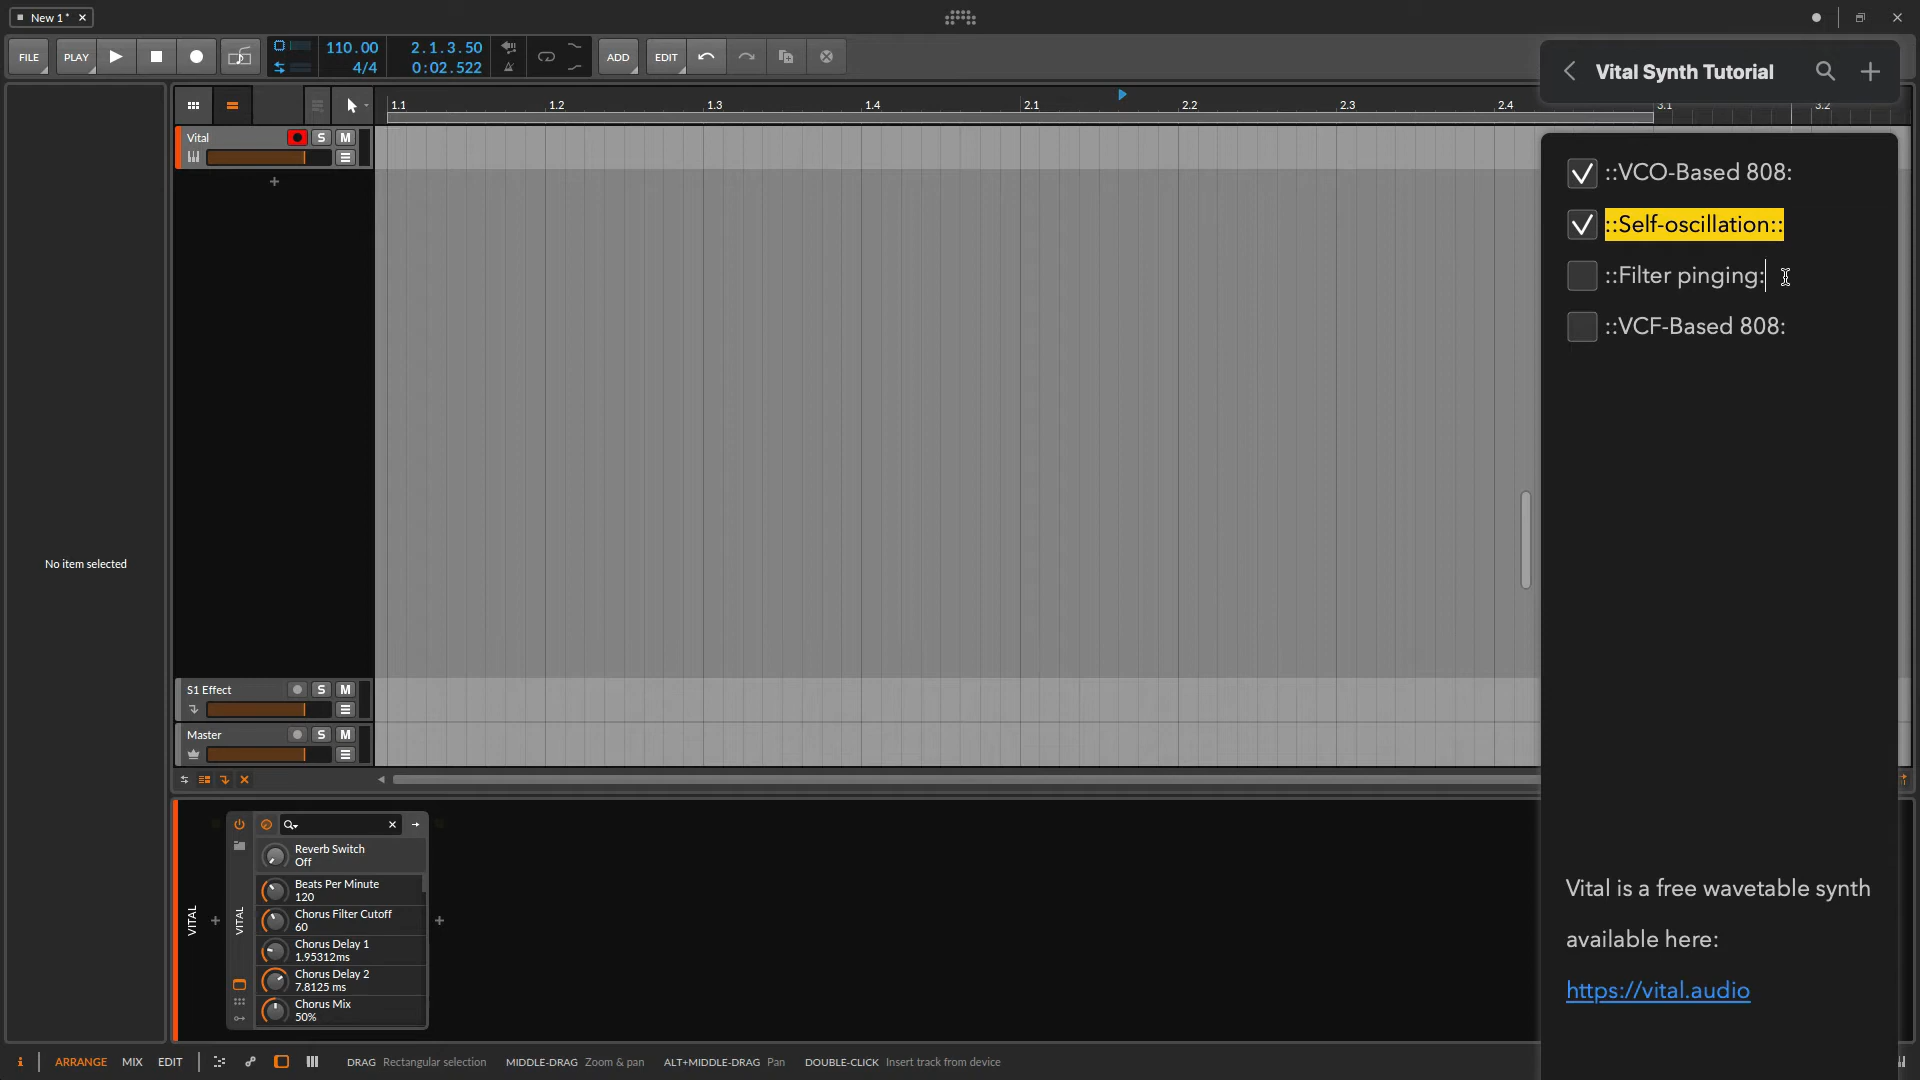 New 1*
FILE
PLAY
110.00
4/4
2.1.3.50
0:02.522
ADD
EDIT
Vital Synth Tutorial
1.1
1.2
1.3
1.4
2.1
2.2
2.3
2.4
3.1
3.2
Vital
S
M
::VCO-Based 808:
::Self-oscillation::
::Filter pinging:
::VCF-Based 808:
No item selected
S1 Effect
S
M
Master
S
M
VITAL
VITAL
Reverb Switch
Off
Beats Per Minute
120
Chorus Filter Cutoff
60
Chorus Delay 1
1.95312ms
Chorus Delay 2
7.8125 ms
Chorus Mix
50%
Vital is a free wavetable synth
available here:
https://vital.audio
i
ARRANGE
MIX
EDIT
DRAG Rectangular selection
MIDDLE-DRAG Zoom & pan
ALT+MIDDLE-DRAG Pan
DOUBLE-CLICK Insert track from device